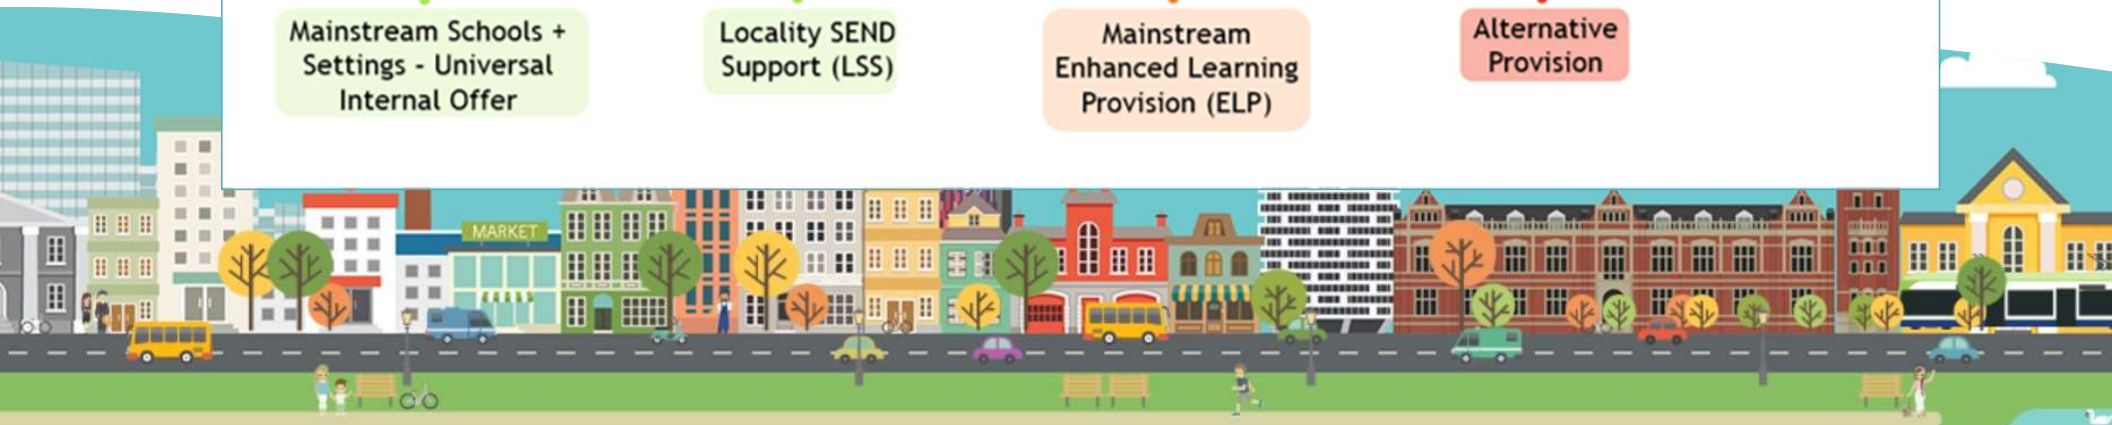 Mainstream Schools +
Settings - Universal
Internal Offer
Locality SEND
Support (LSS)
Mainstream
Enhanced Learning
Provision (ELP)
Alternative
Provision
MARKET